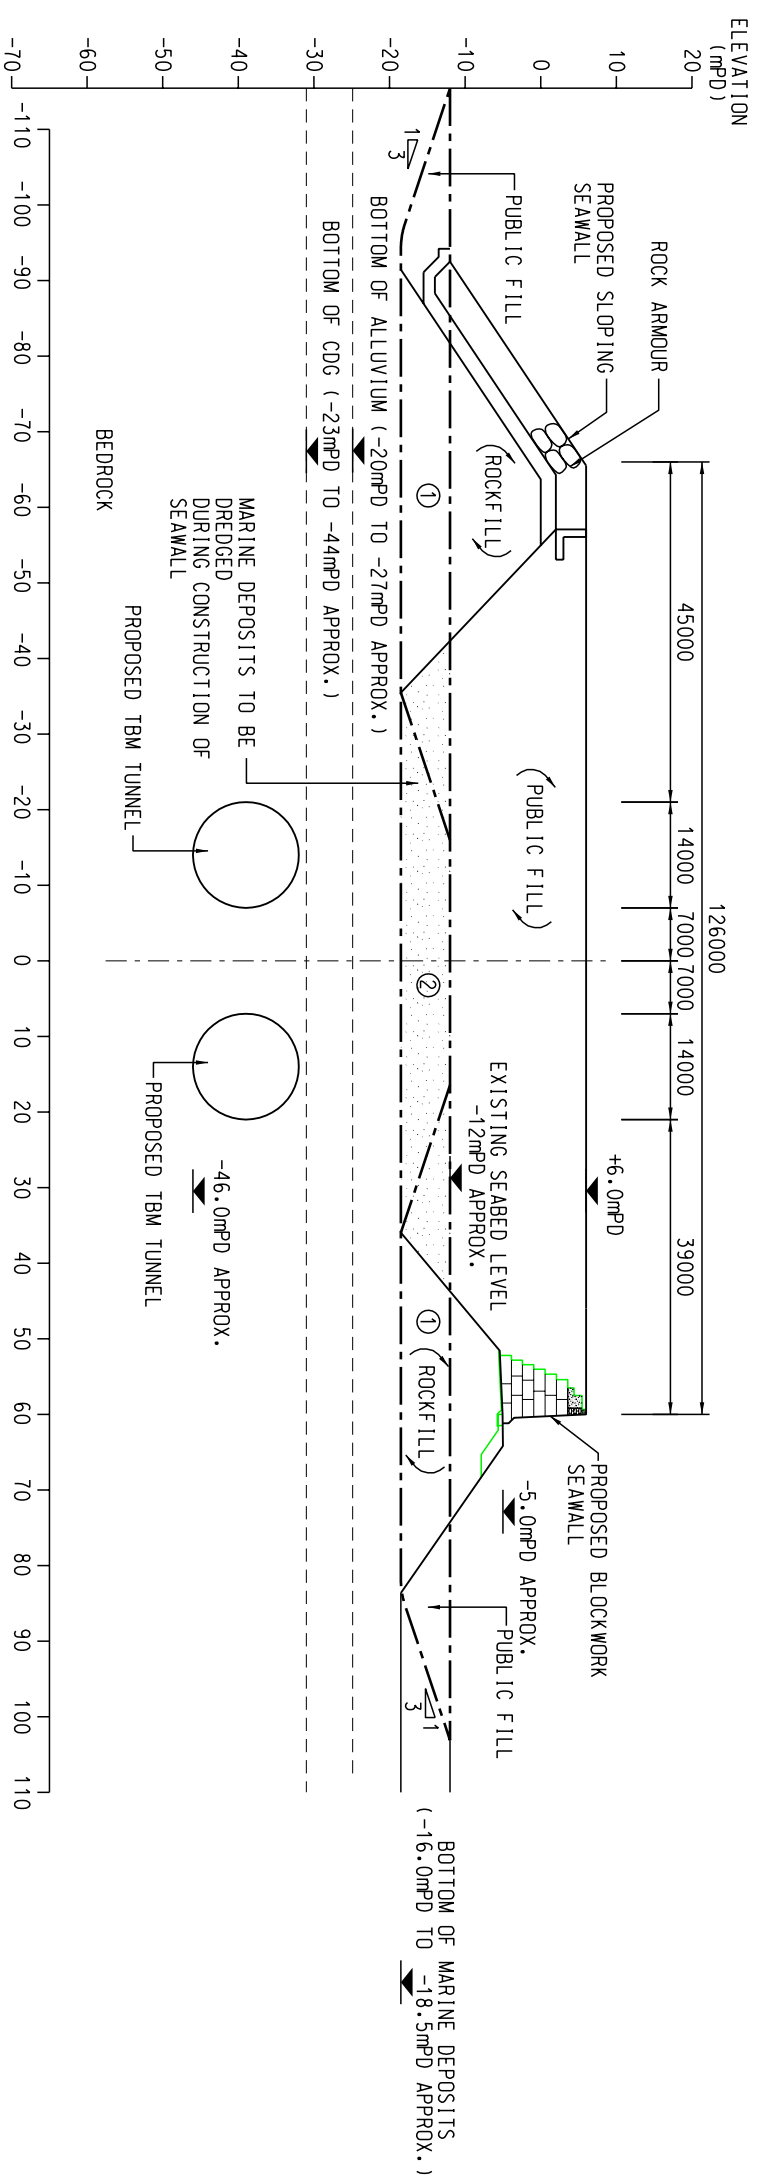 ELEVATION
(mPD)
20
10
0
-10
-20
-30
-40
-50
-60
-70
126000
45000
14000
7000
7000
14000
39000
ROCK ARMOUR
PROPOSED SLOPING
SEAWALL
PUBLIC FILL
1
3
(ROCKFILL)
(PUBLIC FILL)
+6.0mPD
PROPOSED BLOCKWORK
SEAWALL
-5.0mPD APPROX.
EXISTING SEABED LEVEL
-12mPD APPROX.
PUBLIC FILL
1
3
1
2
1
(ROCKFILL)
BOTTOM OF MARINE DEPOSITS
(-16.0mPD TO -18.5mPD APPROX.)
BOTTOM OF ALLUVIUM (-20mPD TO -27mPD APPROX.)
BOTTOM OF CDG (-23mPD TO -44mPD APPROX.)
MARINE DEPOSITS TO BE
DREDGED
DURING CONSTRUCTION OF
SEAWALL
BEDROCK
PROPOSED TBM TUNNEL
PROPOSED TBM TUNNEL
-46.0mPD APPROX.
-110
-100
-90
-80
-70
-60
-50
-40
-30
-20
-10
0
10
20
30
40
50
60
70
80
90
100
110